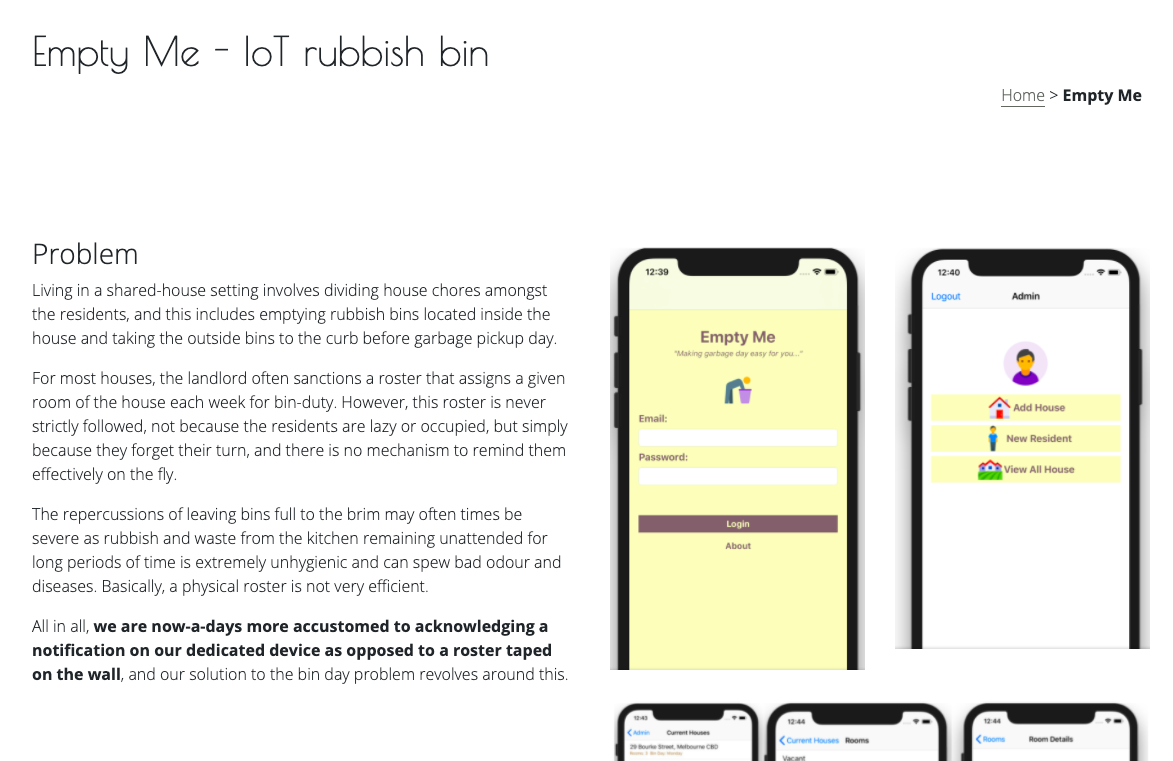 Empty Me - IoT rubbish bin
Home > Empty Me
Problem
Living in a shared-house setting involves dividing house chores amongst
the residents, and this includes emptying rubbish bins located inside the
house and taking the outside bins to the curb before garbage pickup day.
For most houses, the landlord often sanctions a roster that assigns a given
room of the house each week for bin-duty. However, this roster is never
strictly followed, not because the residents are lazy or occupied, but simply
because they forget their turn, and there is no mechanism to remind them
effectively on the fly.
The repercussions of leaving bins full to the brim may often times be
severe as rubbish and waste from the kitchen remaining unattended for
long periods of time is extremely unhygienic and can spew bad odour and
diseases. Basically, a physical roster is not very efficient.
All in all, we are now-a-days more accustomed to acknowledging a
notification on our dedicated device as opposed to a roster taped
on the wall, and our solution to the bin day problem revolves around this.
12:39
Empty Me
"Making garbage day easy for you..."
Email:
Password:
Login
About
12:40
Logout Admin
Add House
New Resident
View All House
12:43
Admin Current Houses
29 Bourke Street, Melbourne CBD
Rooms: 3 Bin Day: Monday
12:44
Current Houses Rooms
Vacant
12:44
Rooms Room Details